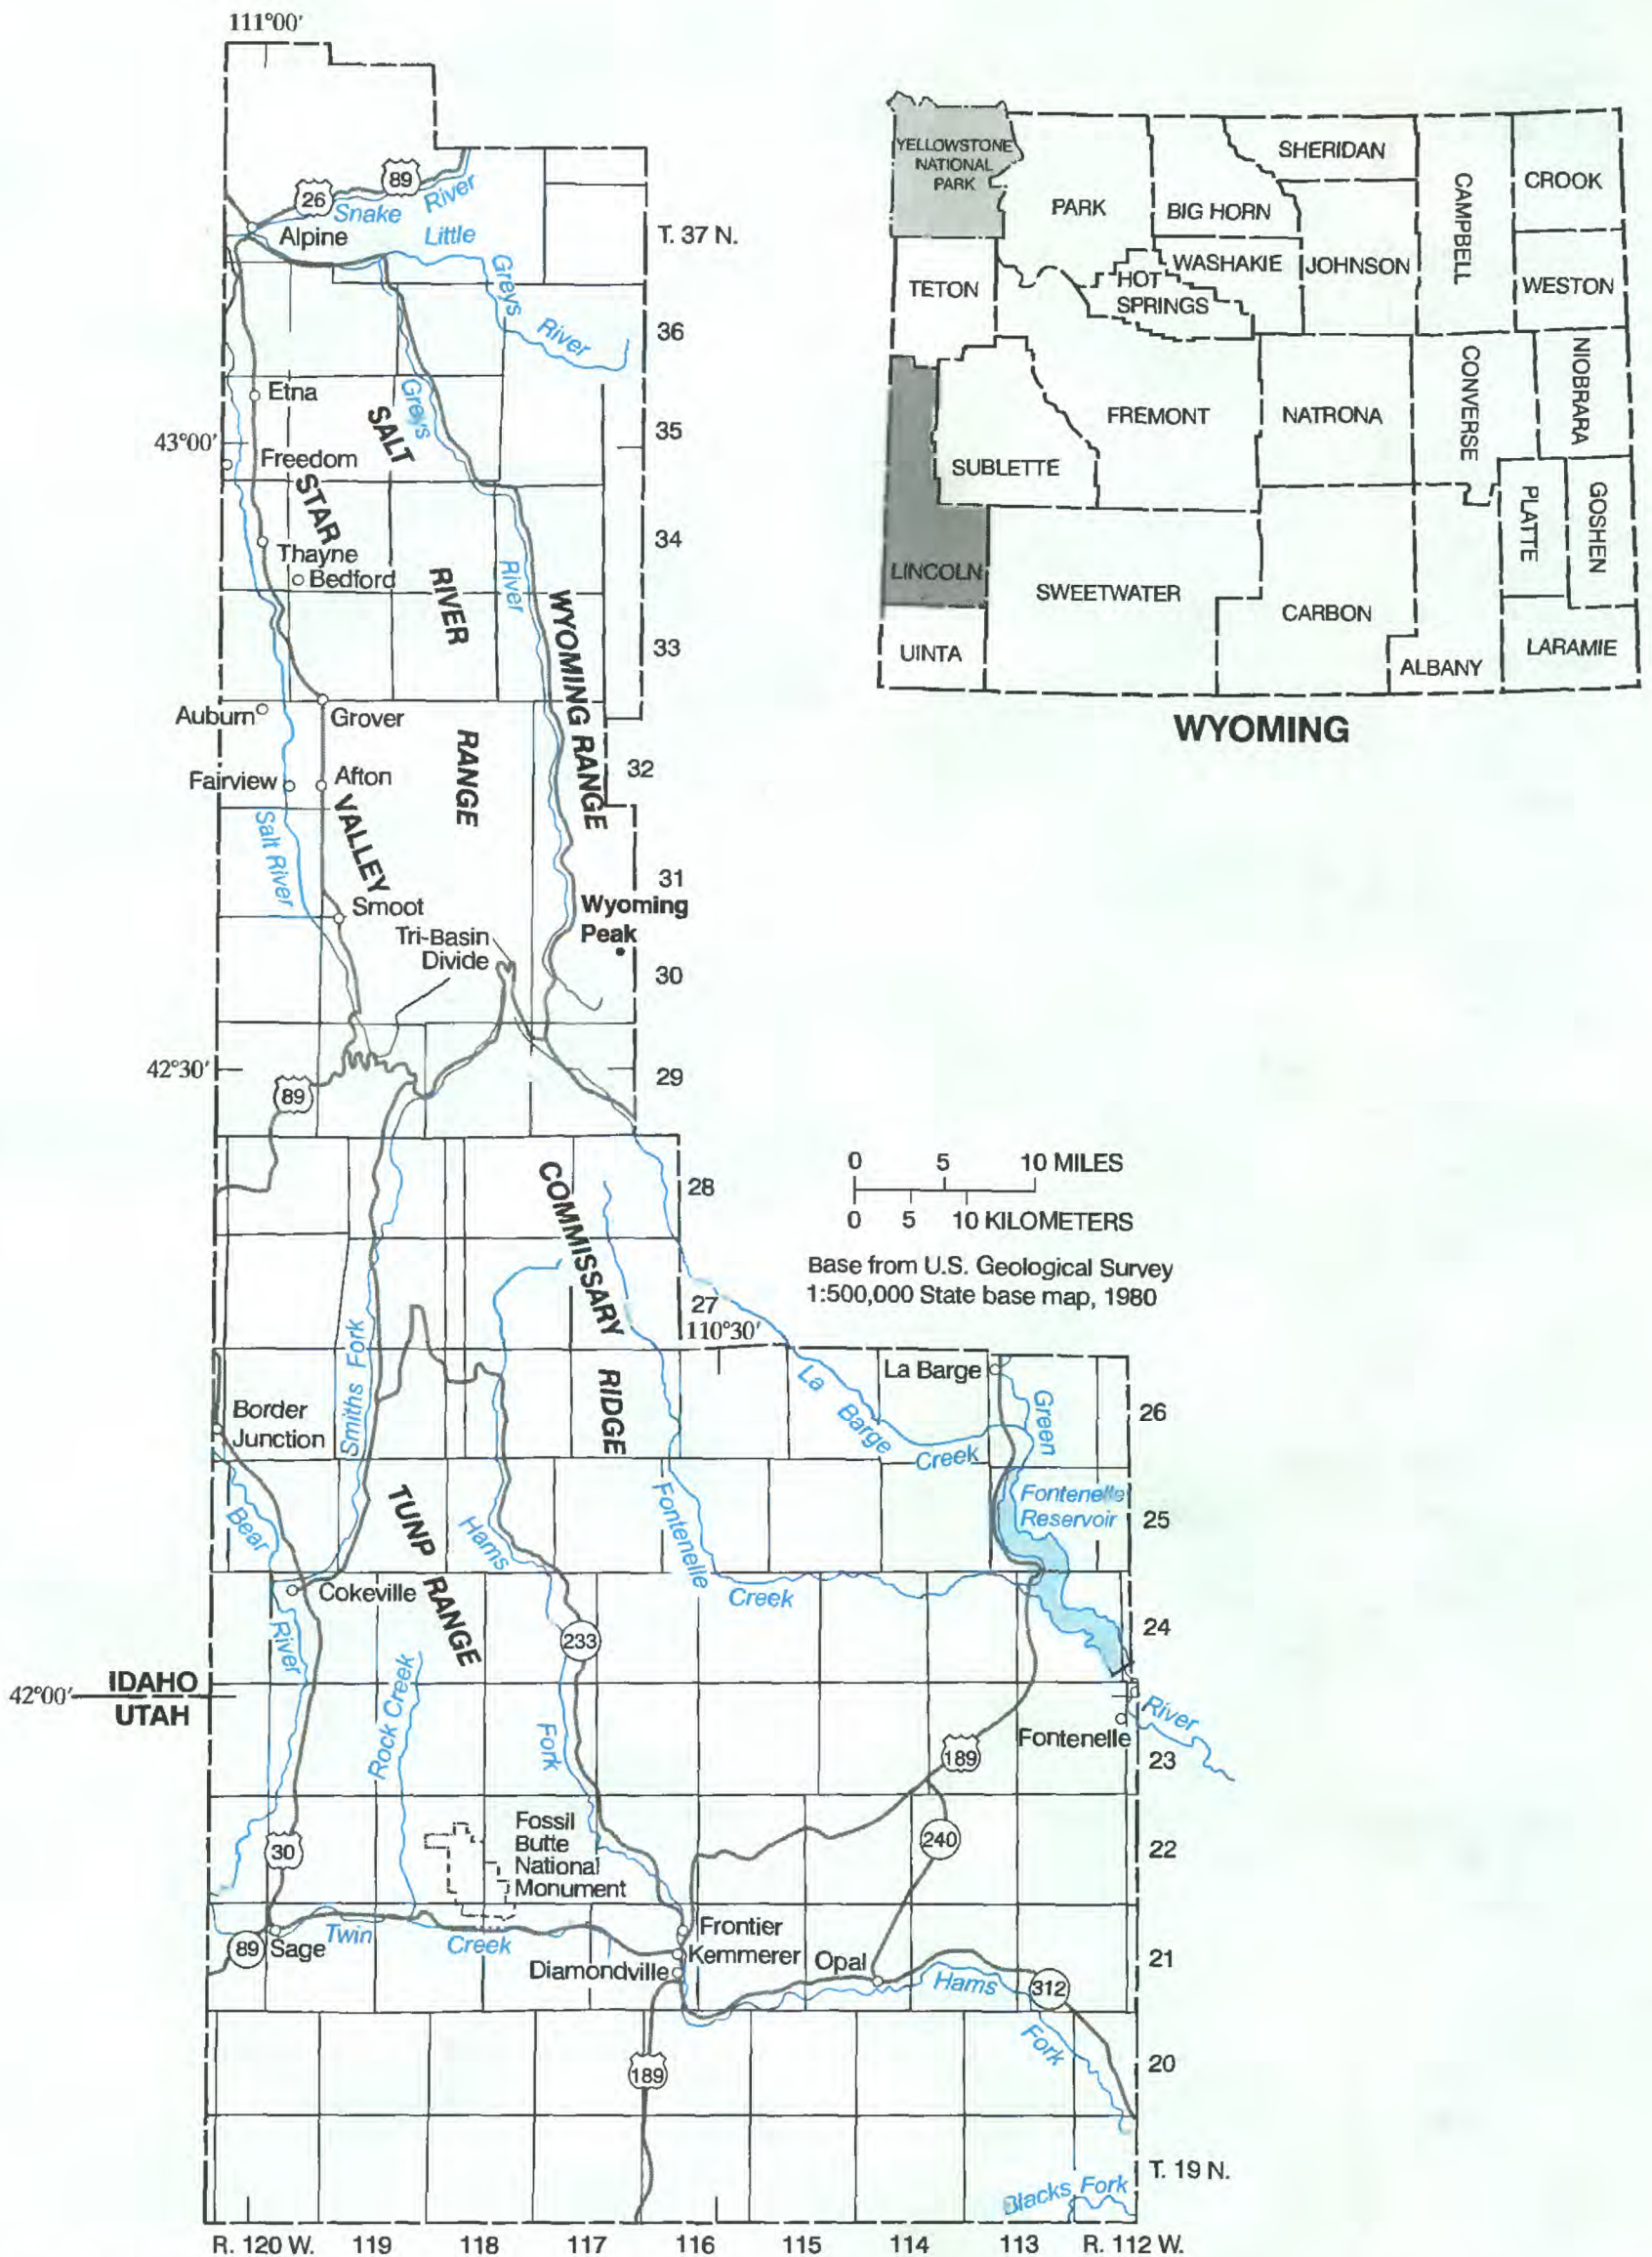 111°00'
89
26
Snake River
Alpine
Little
Greys
River
T. 37 N.
36
Etna
Greys
SALT
35
43°00'
Freedom
STAR
34
Thayne
Bedford
RIVER
River
WYOMING RANGE
33
Auburn
Grover
RANGE
32
Fairview
Afton
VALLEY
Salt River
31
Smoot
Wyoming
Peak
Tri-Basin
Divide
30
42°30'
29
89
28
COMMISSARY
27
110°30'
RIDGE
Smiths Fork
La Barge
La
Barge
Creek
Green
26
Border
Junction
Bear
TUNP
RANGE
Hams
Fontenelle
Creek
Fontenelle
Reservoir
25
Cokeville
River
24
233
IDAHO
42°00'
UTAH
Rock Creek
Fork
River
Fontenelle
189
23
Fossil
Butte
National
Monument
30
240
22
Frontier
89
Sage
Twin
Creek
Kemmerer
Opal
21
Diamondville
Hams
312
Fork
189
20
T. 19 N.
Blacks Fork
R. 120 W.
119
118
117
116
115
114
113
R. 112 W.
YELLOWSTONE
NATIONAL
PARK
PARK
BIG HORN
SHERIDAN
CAMPBELL
CROOK
TETON
HOT
SPRINGS
WASHAKIE
JOHNSON
WESTON
SUBLETTE
FREMONT
NATRONA
CONVERSE
NIOBRARA
LINCOLN
SWEETWATER
CARBON
PLATTE
GOSHEN
UINTA
ALBANY
LARAMIE
WYOMING
0 5 10 MILES
0 5 10 KILOMETERS
Base from U.S. Geological Survey
1:500,000 State base map, 1980